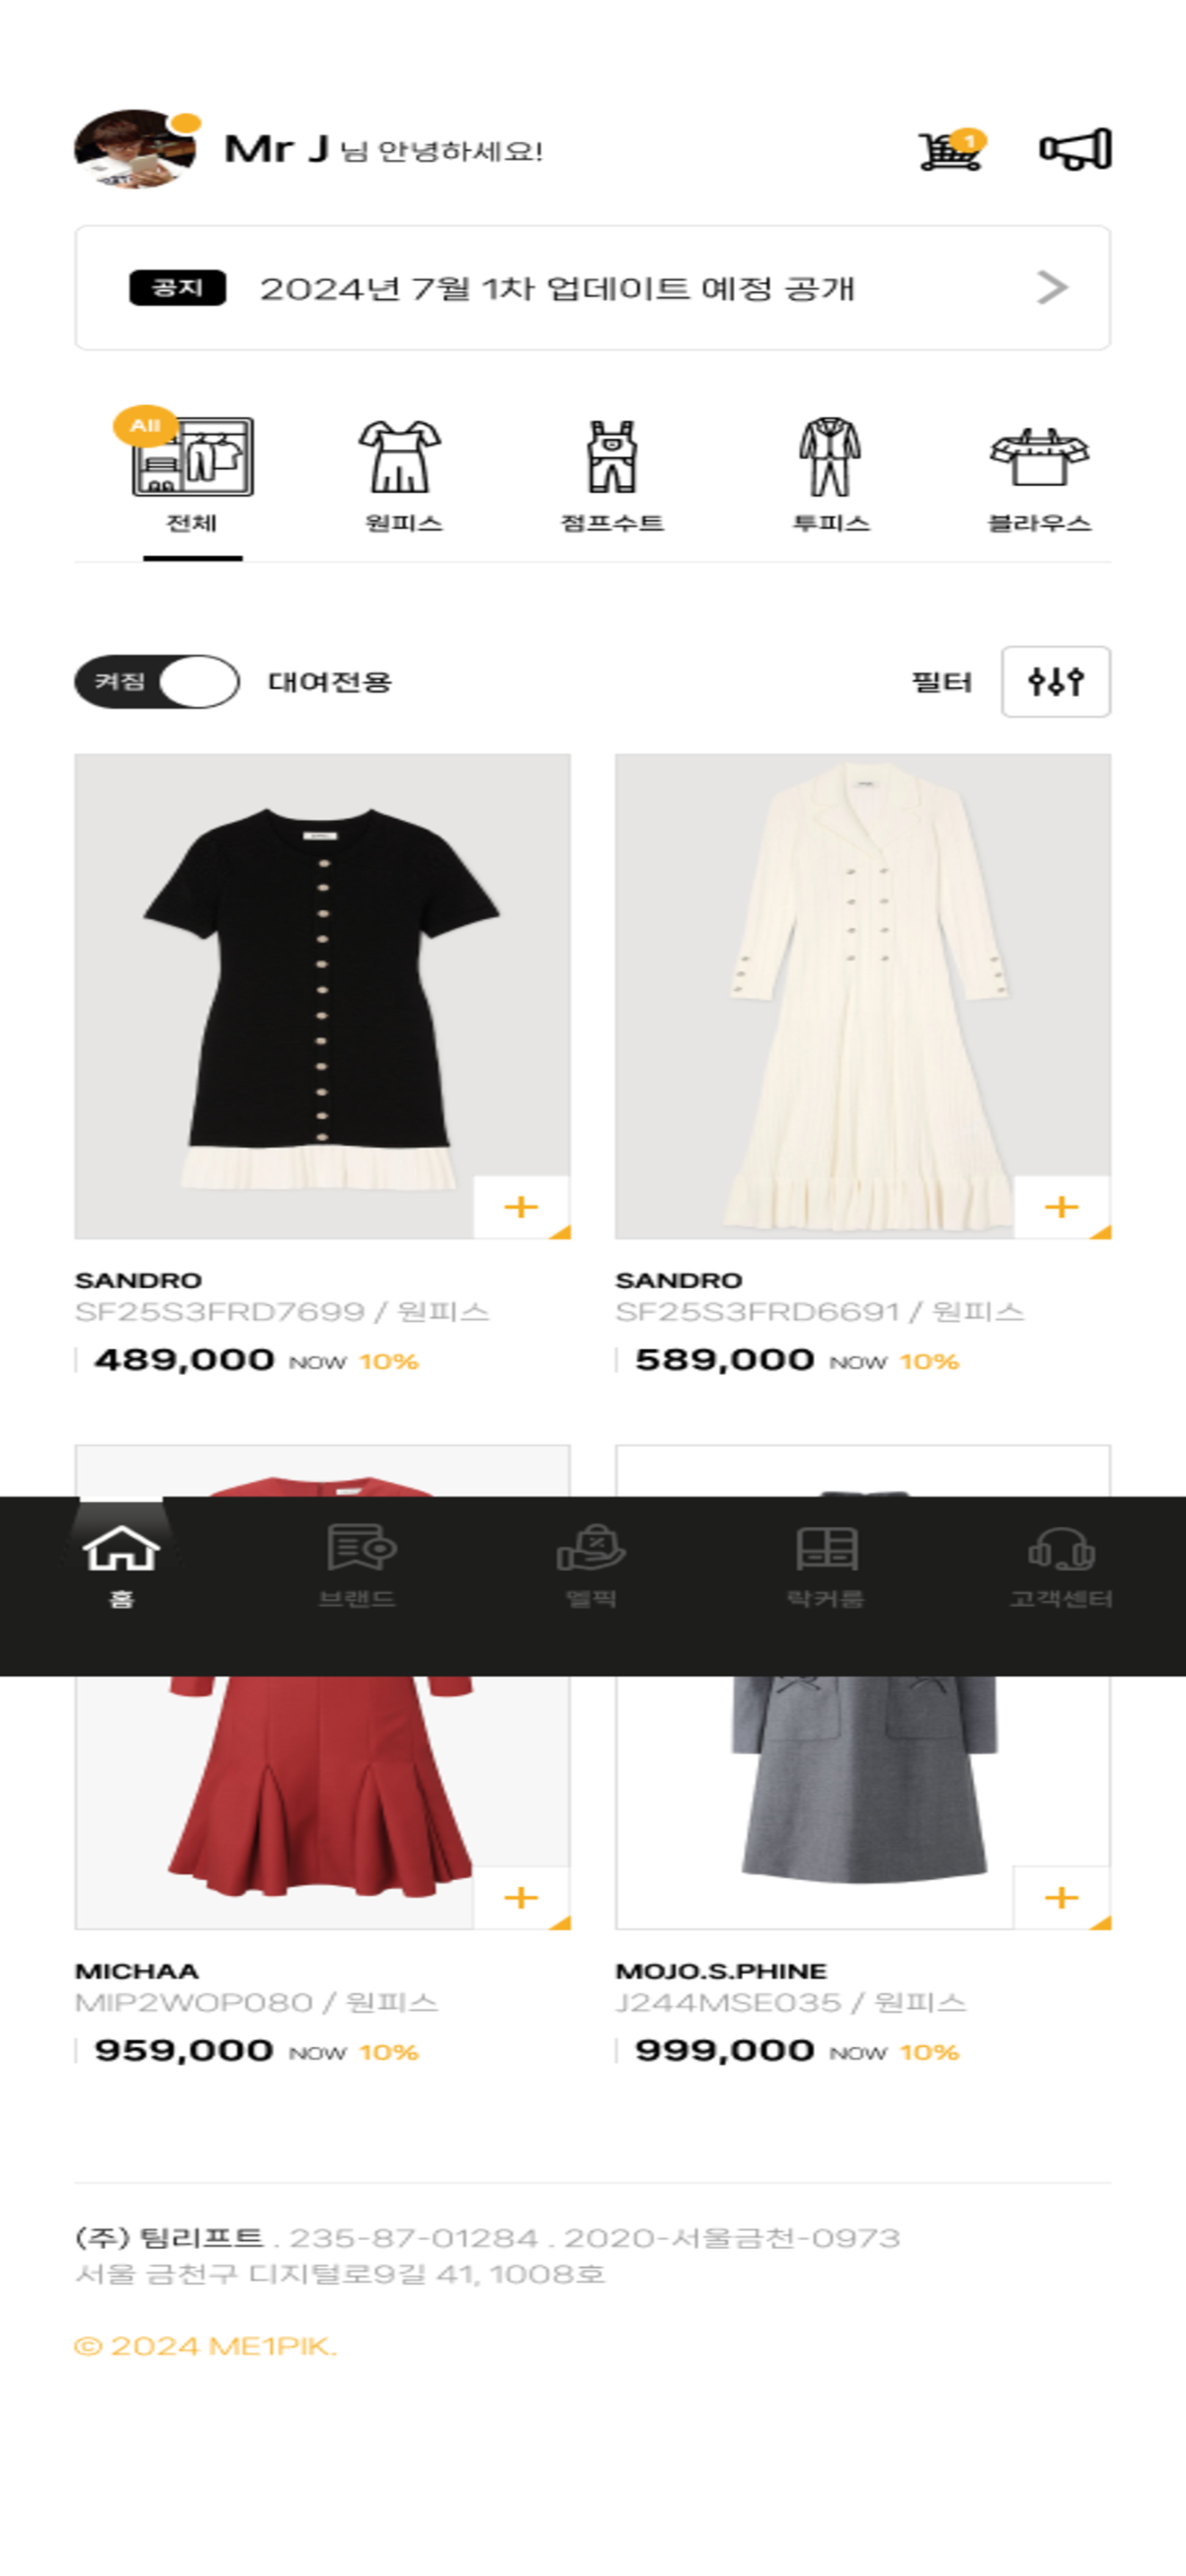 Mr J 님 안녕하세요!
1
공지 2024년 7월 1차 업데이트 예정 공개
All
전체 원피스 점프수트 투피스 블라우스
켜짐 대여전용 필터
SANDRO
SF25S3FRD7699 / 원피스
489,000 NOW 10%
SANDRO
SF25S3FRD6691 / 원피스
589,000 NOW 10%
홈 브랜드 멜픽 락커룸 고객센터
MICHAA
MIP2WOP080 / 원피스
959,000 NOW 10%
MOJO.S.PHINE
J244MSE035 / 원피스
999,000 NOW 10%
(주) 팀리프트 . 235-87-01284 . 2020-서울금천-0973
서울 금천구 디지털로9길 41, 1008호
© 2024 ME1PIK.